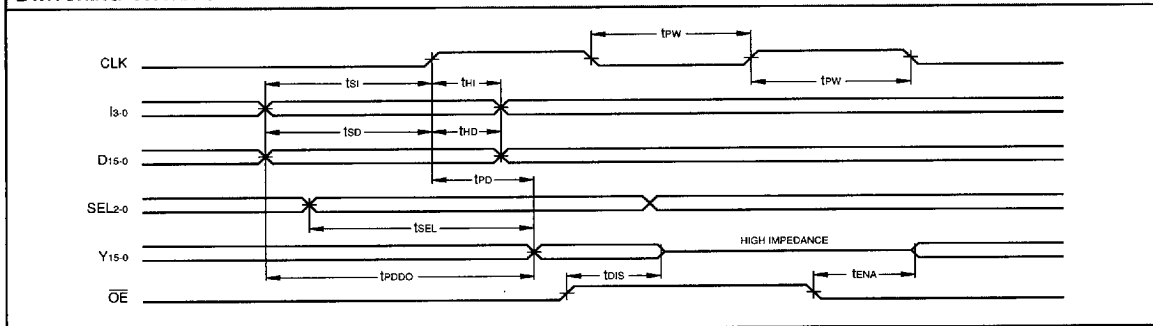 tPW
CLK
tSI
tHI
tPW
I3-0
tSD
tHD
D15-0
tPD
SEL2-0
tSEL
HIGH IMPEDANCE
Y15-0
tPDDO
tDIS
tENA
OE